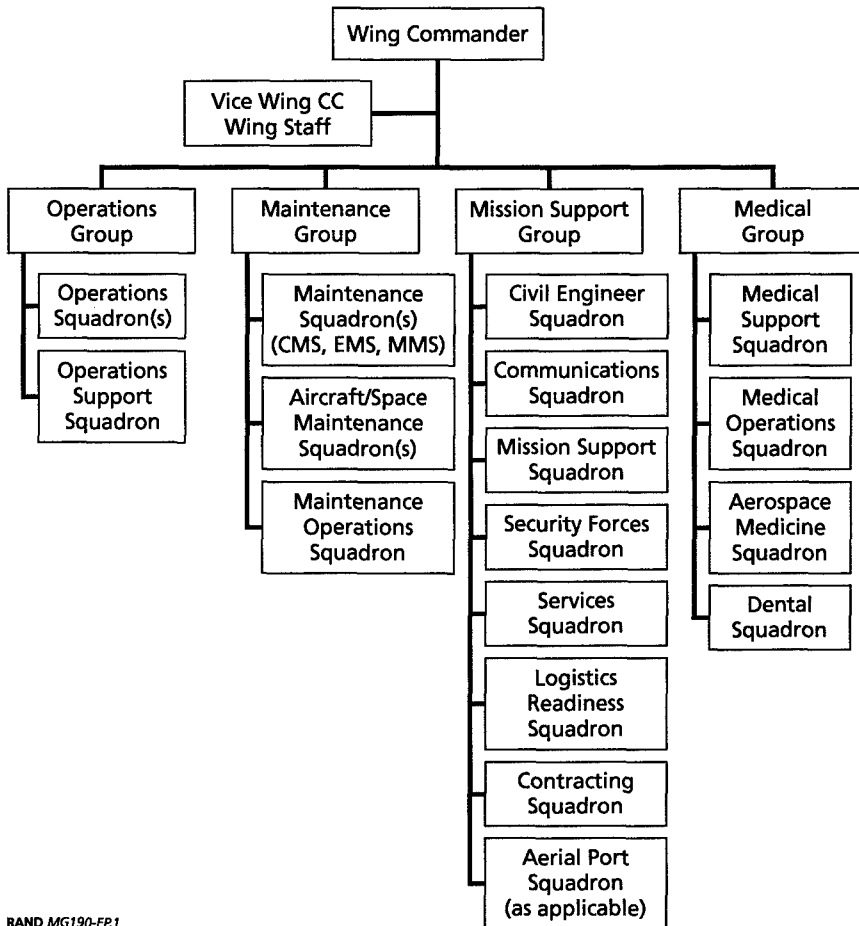 Wing Commander
Vice Wing CC
Wing Staff
Operations
Group
Maintenance
Group
Mission Support
Group
Medical
Group
Operations
Squadron(s)
Operations
Support
Squadron
Maintenance
Squadron(s)
(CMS, EMS, MMS)
Aircraft/Space
Maintenance
Squadron(s)
Maintenance
Operations
Squadron
Civil Engineer
Squadron
Communications
Squadron
Mission Support
Squadron
Security Forces
Squadron
Services
Squadron
Logistics
Readiness
Squadron
Contracting
Squadron
Aerial Port
Squadron
(as applicable)
Medical
Support
Squadron
Medical
Operations
Squadron
Aerospace
Medicine
Squadron
Dental
Squadron
RAND MG190-FP.1